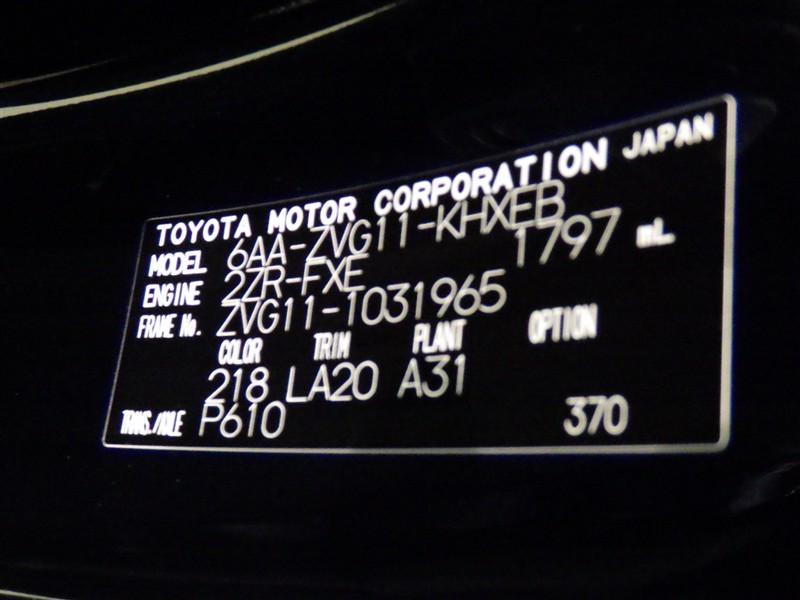 TOYOTA MOTOR CORPORATION JAPAN
MODEL 6AA-ZVG11-KHXEB
ENGINE 2ZR-FXE 1797 mL
FRAME No. ZVG11-1031965
COLOR TRIM PLANT OPTION
218 LA20 A31
TRANS./AXLE P610 370